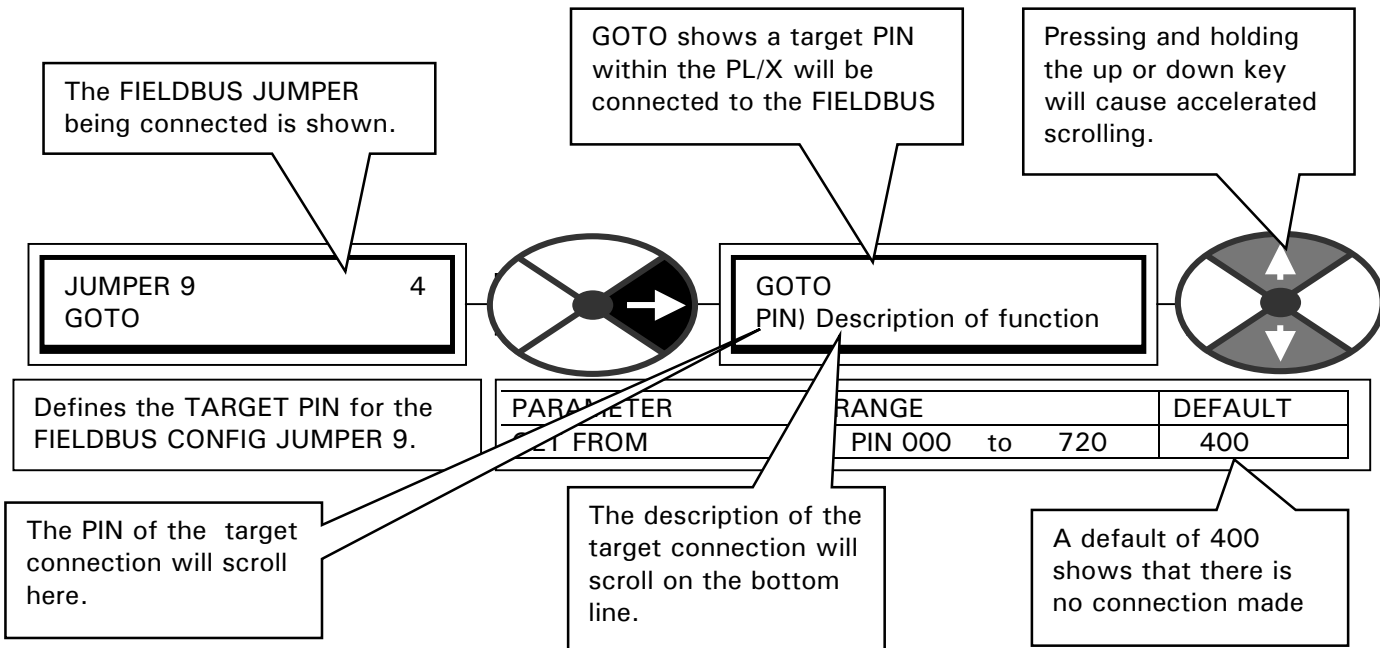 The FIELDBUS JUMPER
being connected is shown.
GOTO shows a target PIN
within the PL/X will be
connected to the FIELDBUS
Pressing and holding
the up or down key
will cause accelerated
scrolling.
JUMPER 9 4
GOTO
GOTO
PIN) Description of function
Defines the TARGET PIN for the
FIELDBUS CONFIG JUMPER 9.
PARAMETER RANGE DEFAULT
GET FROM PIN 000 to 720 400
The PIN of the target
connection will scroll
here.
The description of the
target connection will
scroll on the bottom
line.
A default of 400
shows that there is
no connection made